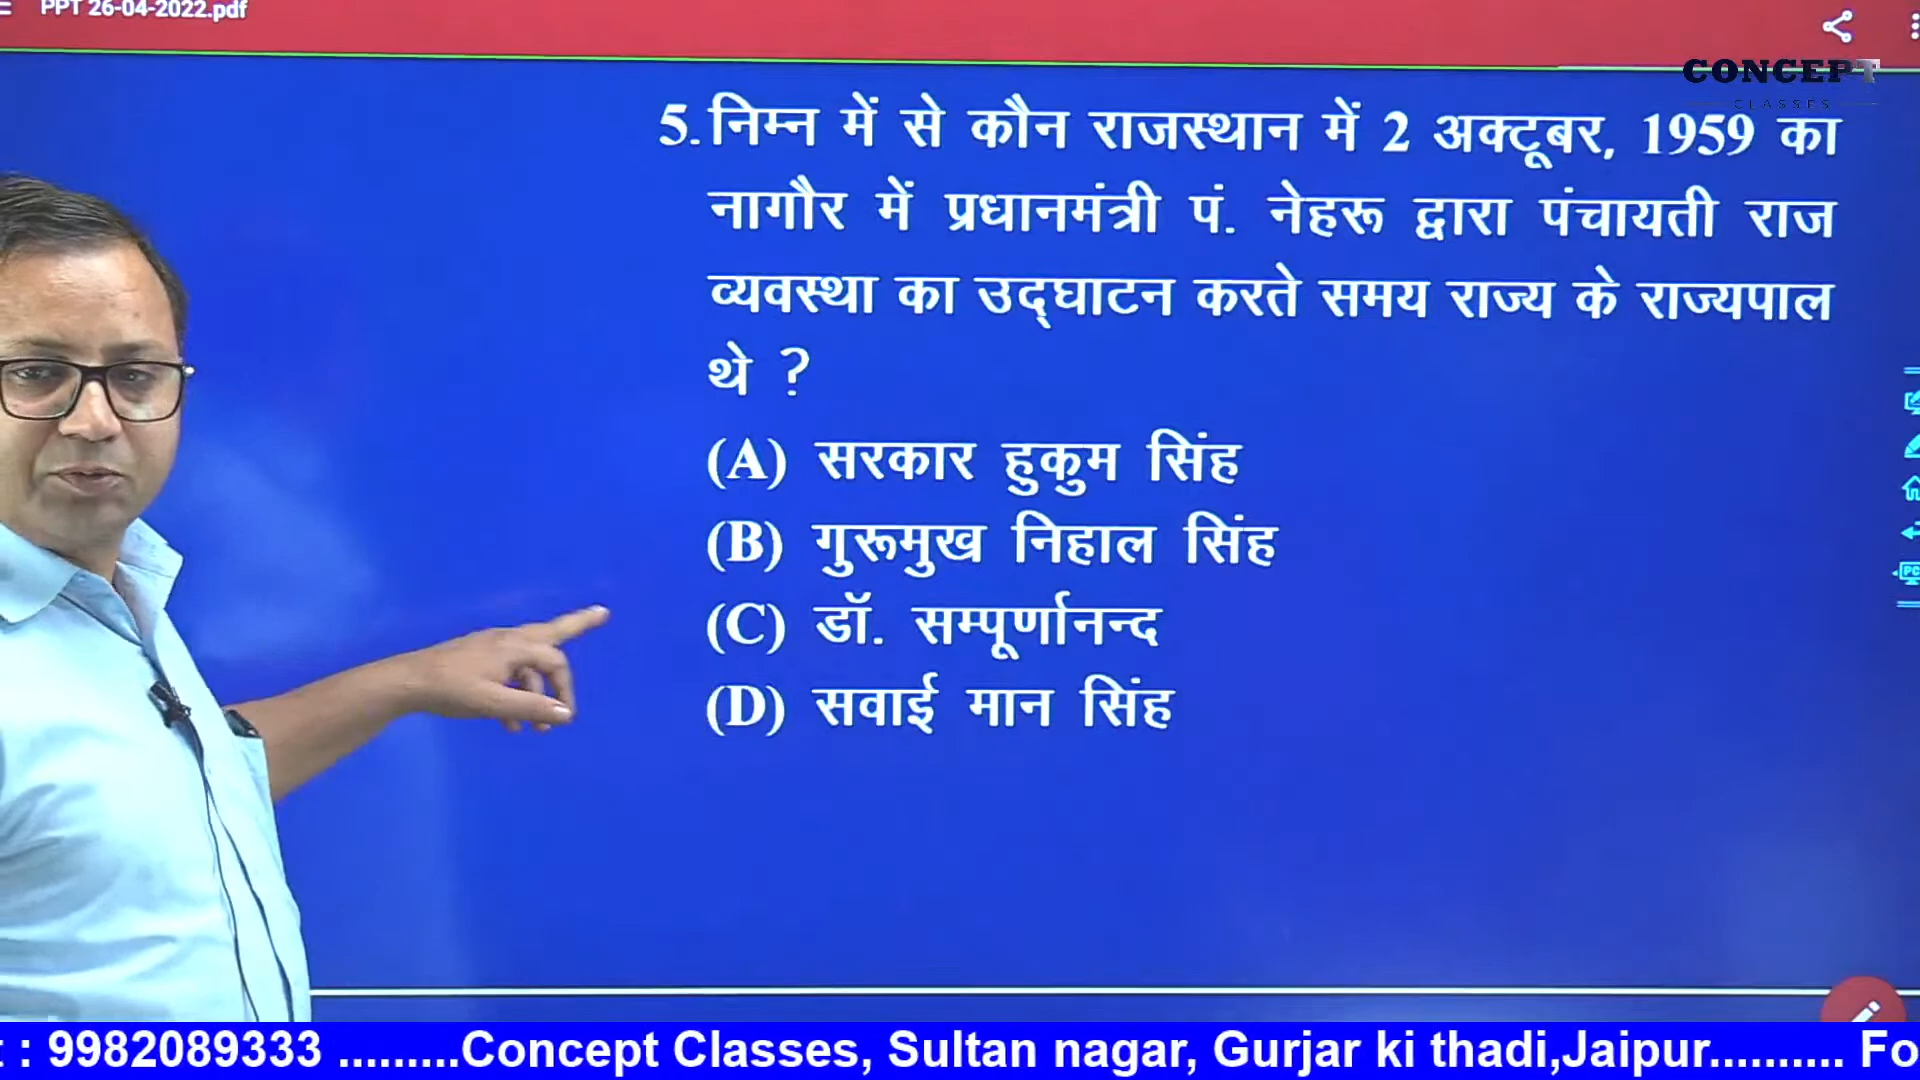 PPT 26-04-2022.pdf
CONCEPT
CLASSES
5. निम्न में से कौन राजस्थान में 2 अक्टूबर, 1959 का
नागौर में प्रधानमंत्री पं. नेहरू द्वारा पंचायती राज
व्यवस्था का उद्घाटन करते समय राज्य के राज्यपाल
थे ?
(A) सरकार हुकुम सिंह
(B) गुरूमुख निहाल सिंह
(C) डॉ. सम्पूर्णानन्द
(D) सवाई मान सिंह
PC
: 9982089333 .........Concept Classes, Sultan nagar, Gurjar ki thadi,Jaipur.......... Fo